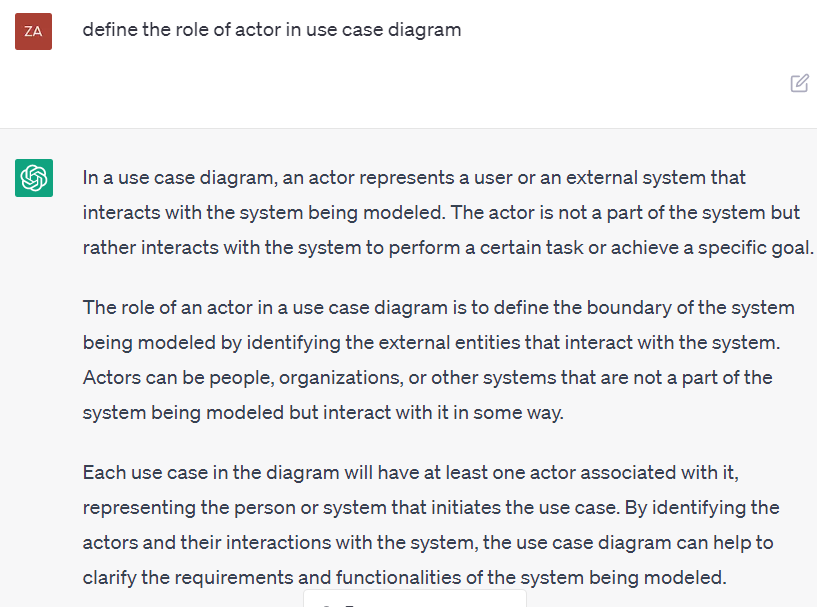 ZA
define the role of actor in use case diagram
In a use case diagram, an actor represents a user or an external system that
interacts with the system being modeled. The actor is not a part of the system but
rather interacts with the system to perform a certain task or achieve a specific goal.
The role of an actor in a use case diagram is to define the boundary of the system
being modeled by identifying the external entities that interact with the system.
Actors can be people, organizations, or other systems that are not a part of the
system being modeled but interact with it in some way.
Each use case in the diagram will have at least one actor associated with it,
representing the person or system that initiates the use case. By identifying the
actors and their interactions with the system, the use case diagram can help to
clarify the requirements and functionalities of the system being modeled.